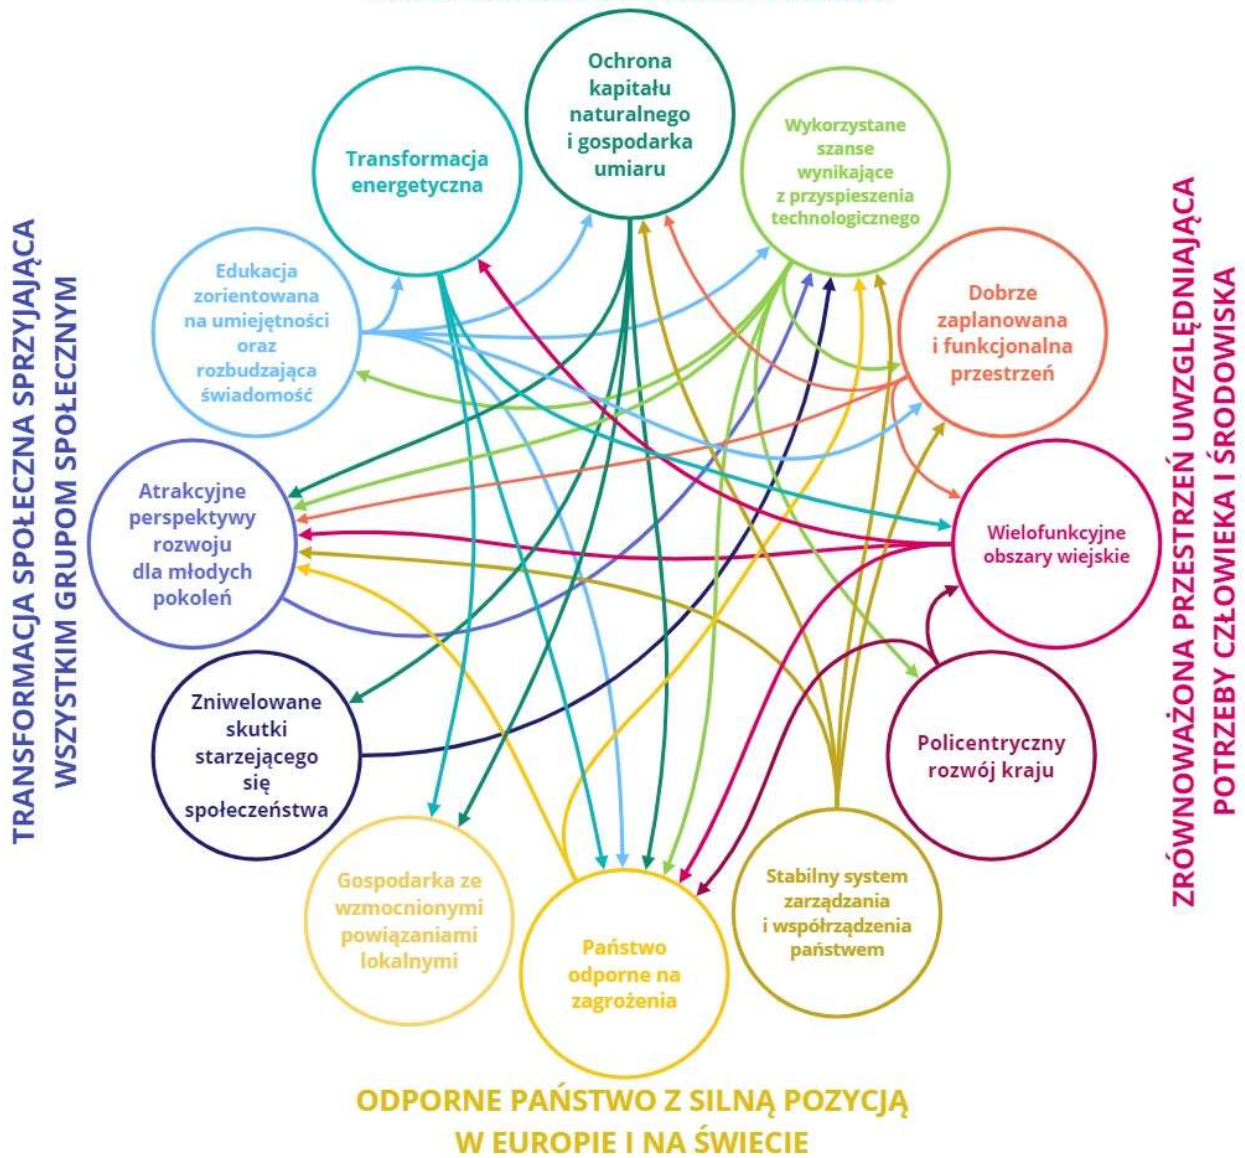 Ochrona
kapitału
naturalnego
i gospodarka
umiaru
Transformacja
energetyczna
Wykorzystane
szanse
wynikające
z przyspieszenia
technologicznego
Edukacja
zorientowana
na umiejętności
oraz
rozbudzająca
świadomość
Dobrze
zaplanowana
i funkcjonalna
przestrzeń
Atrakcyjne
perspektywy
rozwoju
dla młodych
pokoleń
Wielofunkcyjne
obszary wiejskie
Zniwelowane
skutki
starzejącego
się
społeczeństwa
Policentryczny
rozwój kraju
Gospodarka ze
wzmocnionymi
powiązaniami
lokalnymi
Państwo
odporne na
zagrożenia
Stabilny system
zarządzania
i współrządzenia
państwem
TRANSFORMACJA SPOŁECZNA SPRZYJAJĄCA
WSZYSTKIM GRUPOM SPOŁECZNYM
ZRÓWNOWAŻONA PRZESTRZEŃ UWZGLĘDNIAJĄCA
POTRZEBY CZŁOWIEKA I ŚRODOWISKA
ODPORNE PAŃSTWO Z SILNĄ POZYCJĄ
W EUROPIE I NA ŚWIECIE